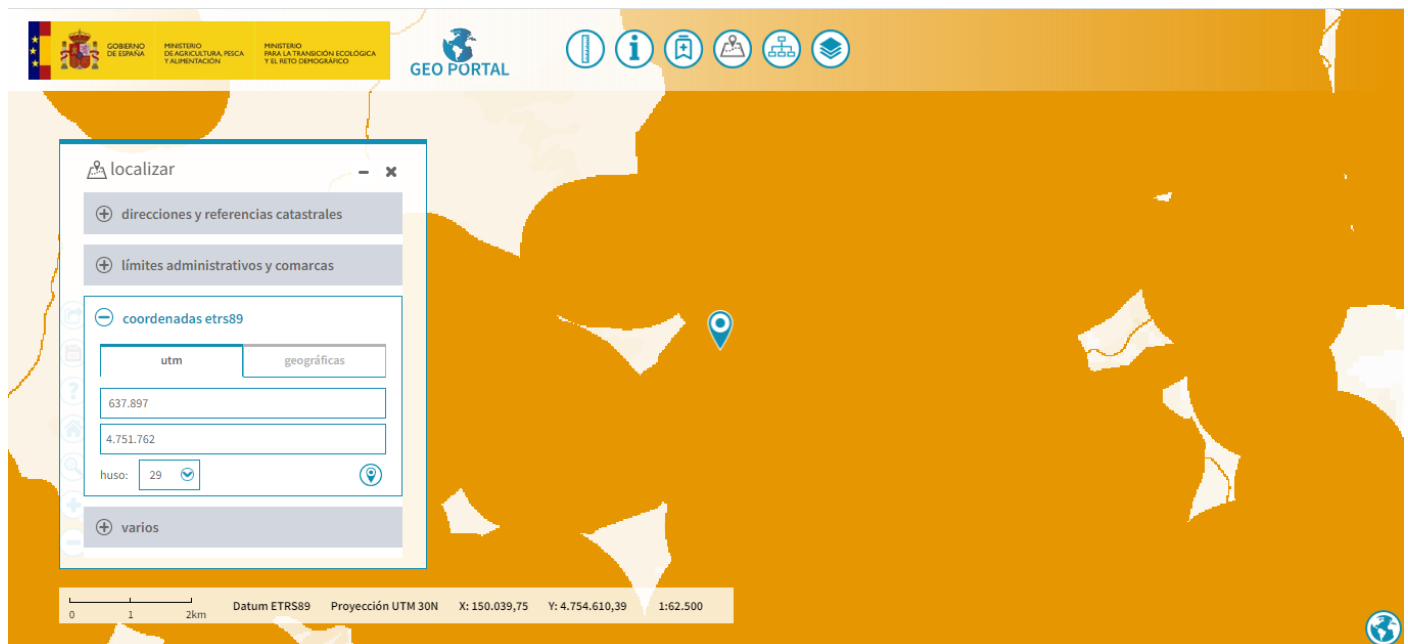 GOBIERNO
DE ESPAÑA
MINISTERIO
DE AGRICULTURA, PESCA
Y ALIMENTACIÓN
MINISTERIO
PARA LA TRANSICIÓN ECOLÓGICA
Y EL RETO DEMOGRÁFICO
GEO PORTAL
localizar
direcciones y referencias catastrales
límites administrativos y comarcas
coordenadas etrs89
utm geográficas
637.897
4.751.762
huso: 29
varios
0 1 2km
Datum ETRS89 Proyección UTM 30N X: 150.039,75 Y: 4.754.610,39 1:62.500